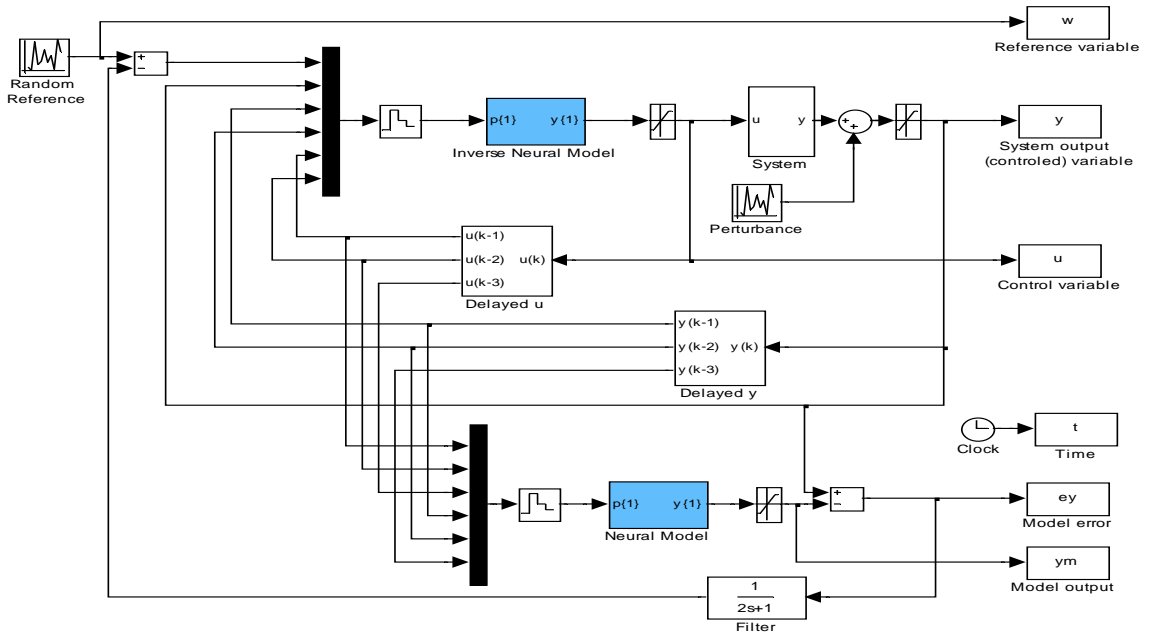 w
Reference variable
+
−
Random
Reference
p{1}
y{1}
Inverse Neural Model
u
y
System
+
+
y
System output
(controled) variable
Perturbance
u(k-1)
u(k-2)
u(k)
u(k-3)
Delayed u
u
Control variable
y(k-1)
y(k-2)
y(k)
y(k-3)
Delayed y
Clock
t
Time
p{1}
y{1}
Neural Model
+
−
ey
Model error
ym
Model output
1
2s+1
Filter